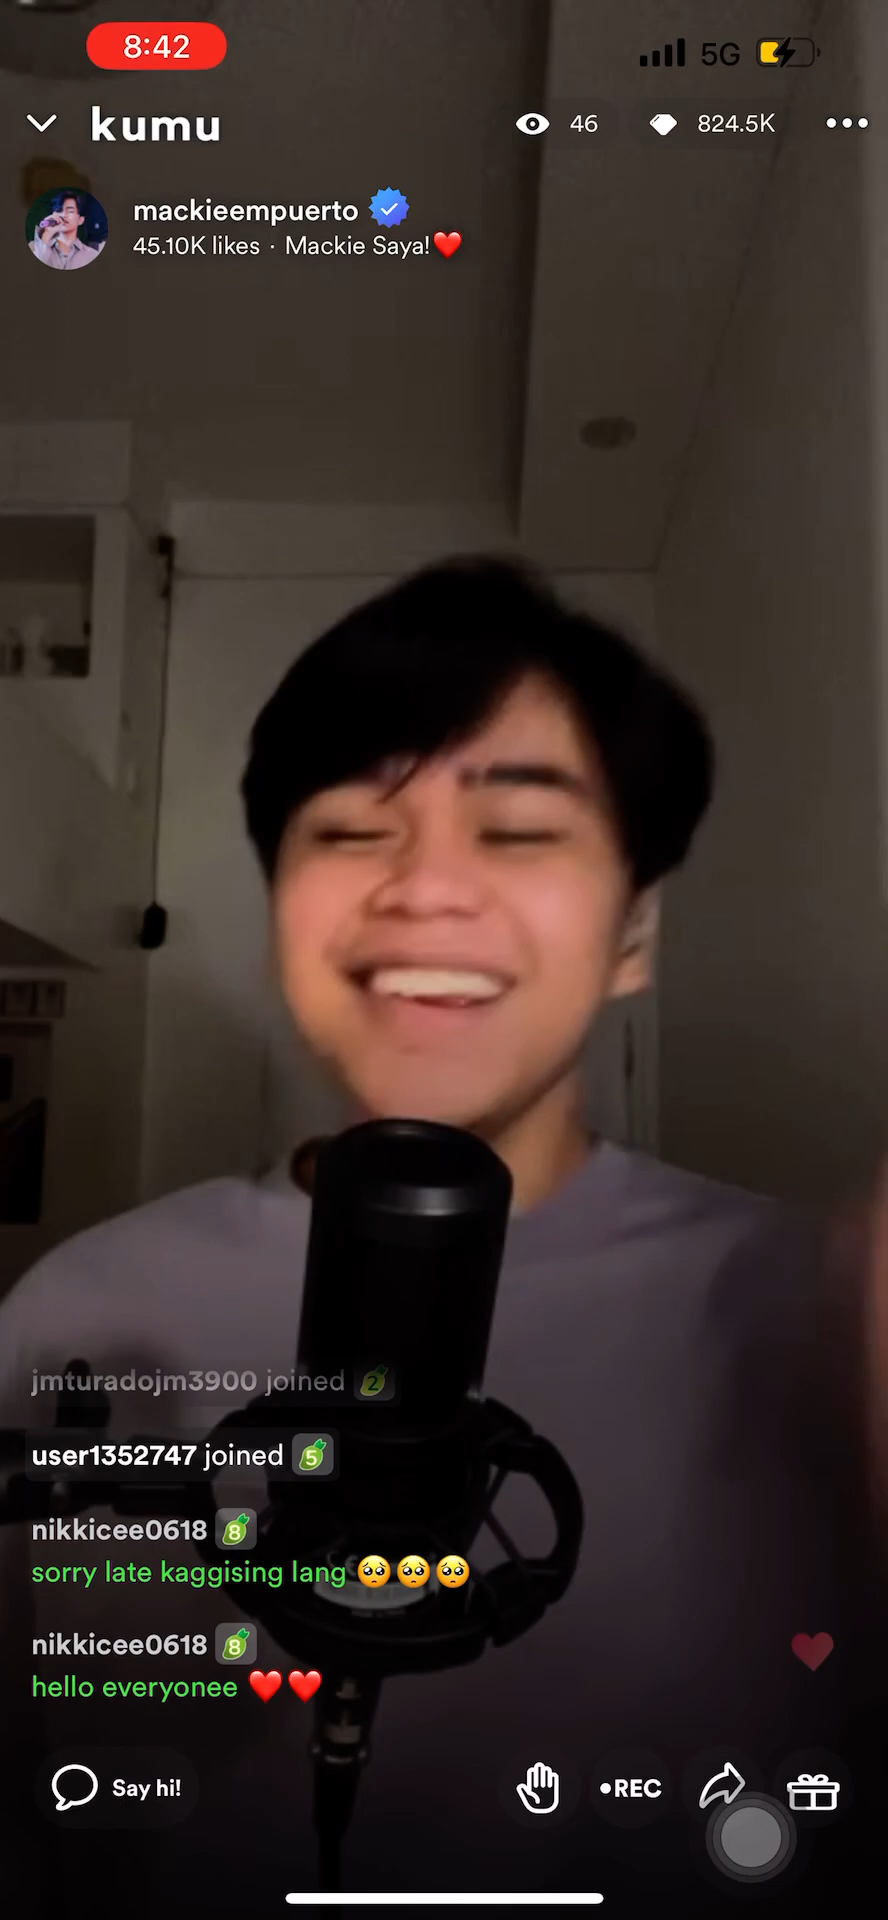 8:42
5G
kumu
46
824.5K
mackieempuerto
45.10K likes · Mackie Saya!❤️
jmturadojm3900 joined 2
user1352747 joined 5
nikkicee0618 8
sorry late kaggising lang 🥺🥺🥺
nikkicee0618 8
hello everyonee ❤️❤️
Say hi!
•REC